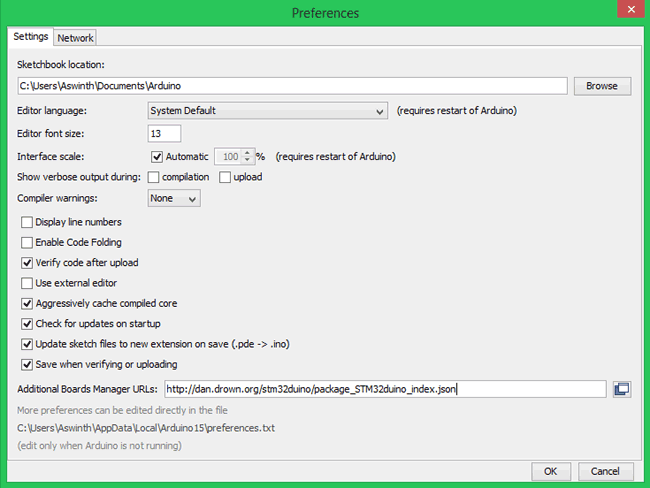 Preferences
Settings Network
Sketchbook location:
C:\Users\Aswinth\Documents\Arduino Browse
Editor language: System Default (requires restart of Arduino)
Editor font size: 13
Interface scale: Automatic 100 % (requires restart of Arduino)
Show verbose output during: compilation upload
Compiler warnings: None
Display line numbers
Enable Code Folding
Verify code after upload
Use external editor
Aggressively cache compiled core
Check for updates on startup
Update sketch files to new extension on save (.pde -> .ino)
Save when verifying or uploading
Additional Boards Manager URLs: http://dan.drown.org/stm32duino/package_STM32duino_index.json
More preferences can be edited directly in the file
C:\Users\Aswinth\AppData\Local\Arduino15\preferences.txt
(edit only when Arduino is not running)
OK Cancel